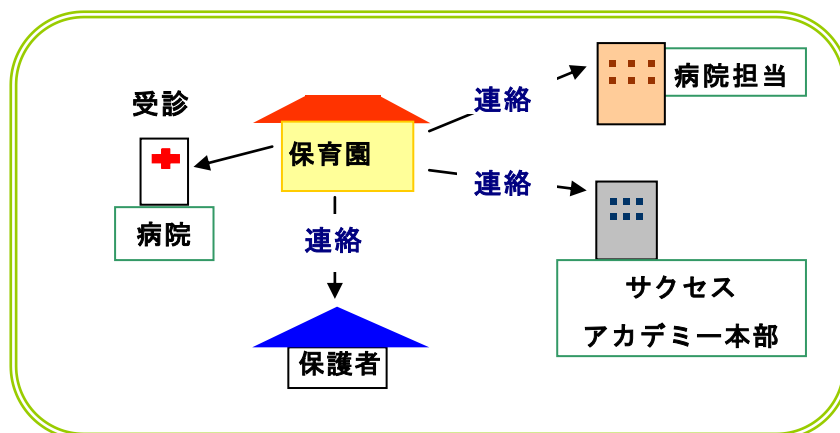 受診
連絡
病院担当
保育園
連絡
病院
連絡
サクセス
アカデミー本部
保護者